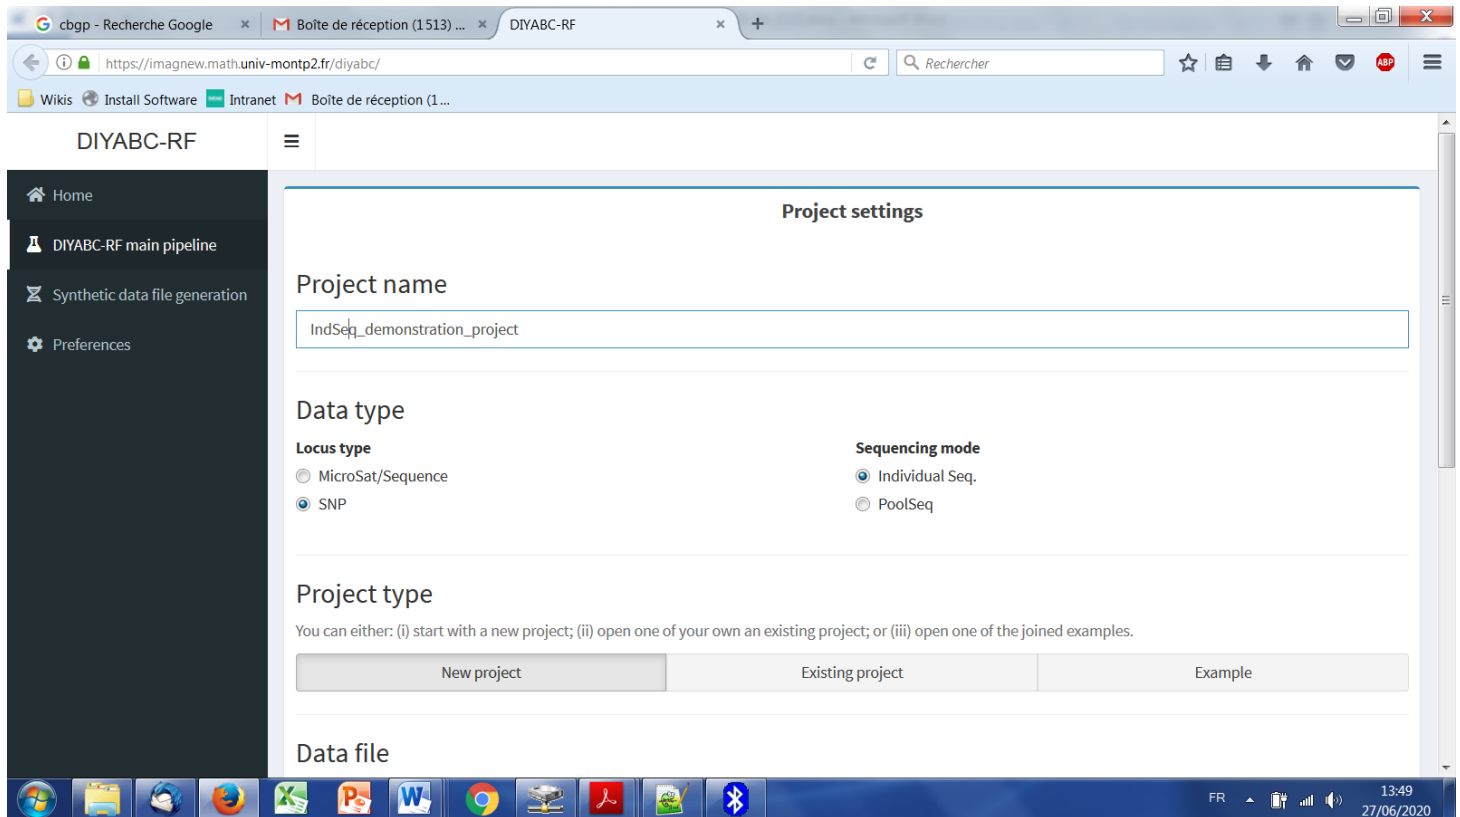 cbgp - Recherche Google
Boîte de réception (1 513) ...
DIYABC-RF
https://imagnew.math.univ-montp2.fr/diyabc/
Rechercher
ABP
Wikis
Install Software
Intranet
Boîte de réception (1...
DIYABC-RF
Home
DIYABC-RF main pipeline
Synthetic data file generation
Preferences
Project settings
Project name
IndSeq_demonstration_project
Data type
Locus type
MicroSat/Sequence
SNP
Sequencing mode
Individual Seq.
PoolSeq
Project type
You can either: (i) start with a new project; (ii) open one of your own an existing project; or (iii) open one of the joined examples.
New project
Existing project
Example
Data file
FR
13:49
27/06/2020